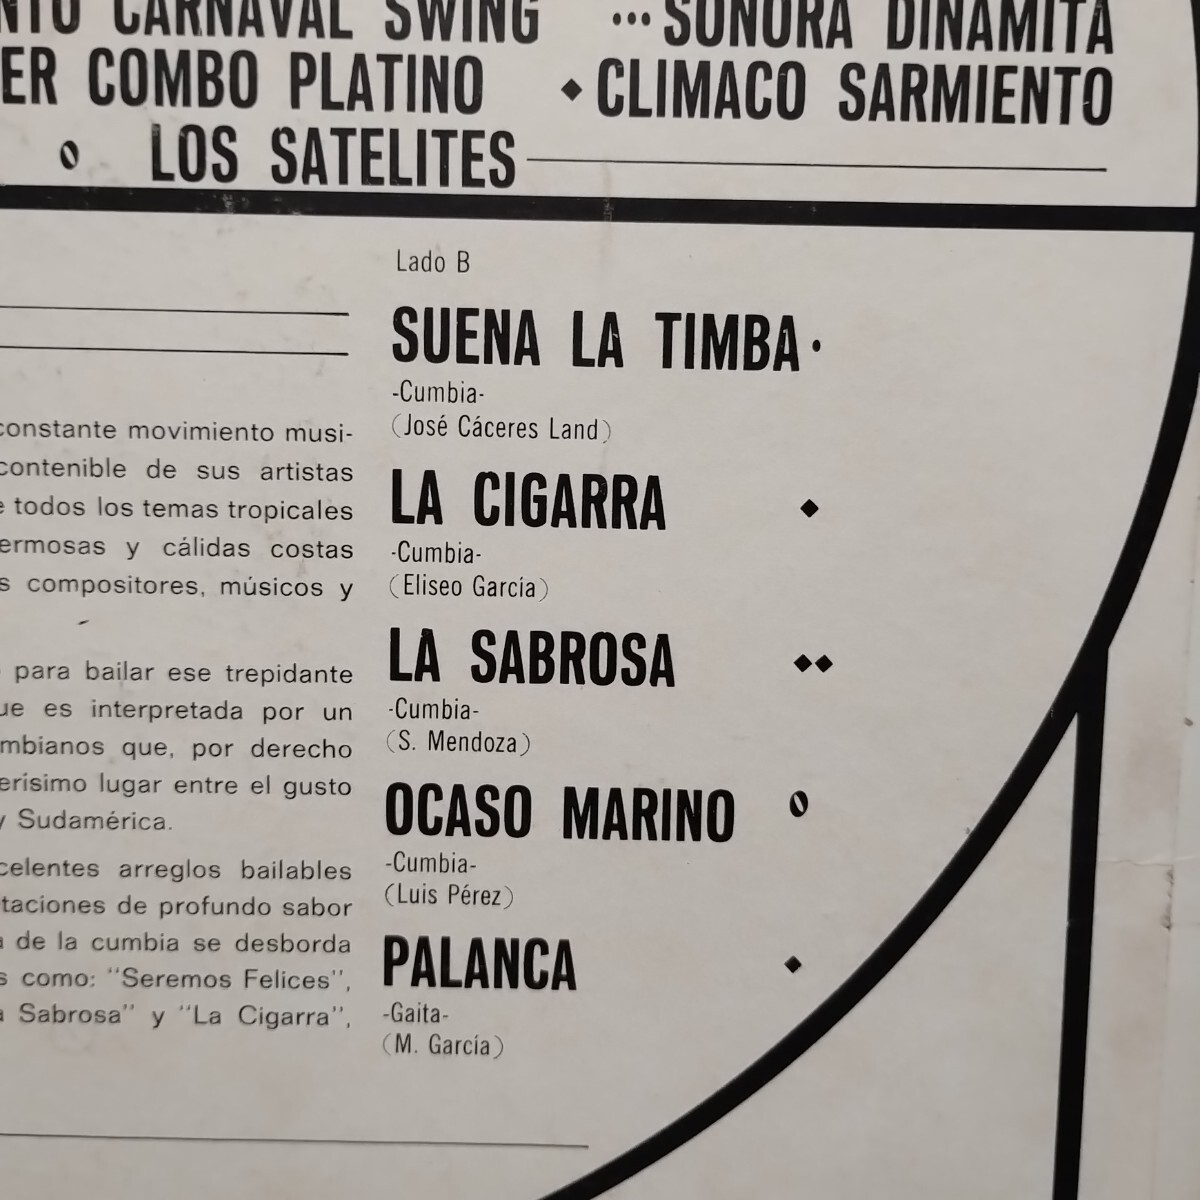 CARNAVAL SWING ...SONORA DINAMITA
ER COMBO PLATINO ◆CLIMACO SARMIENTO
LOS SATELITES
Lado B
SUENA LA TIMBA·
-Cumbia-
(José Cáceres Land)
LA CIGARRA ◆
-Cumbia-
(Eliseo García)
LA SABROSA ◆◆
-Cumbia-
(S. Mendoza)
OCASO MARINO
-Cumbia-
(Luis Pérez)
PALANCA ◆
-Gaita-
(M. García)
constante movimiento musi-
contenible de sus artistas
e todos los temas tropicales
ermosas y cálidas costas
s compositores, músicos y
para bailar ese trepidante
ue es interpretada por un
mbianos que, por derecho
erísimo lugar entre el gusto
y Sudamérica.
celentes arreglos bailables
taciones de profundo sabor
a de la cumbia se desborda
s como: "Seremos Felices",
a Sabrosa" y "La Cigarra",